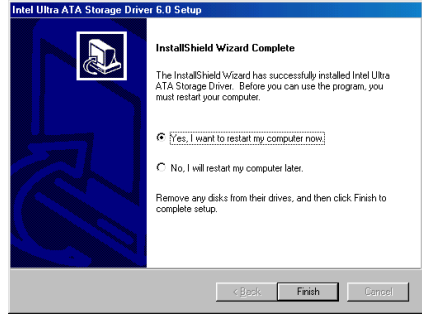 Intel Ultra ATA Storage Driver 6.0 Setup
InstallShield Wizard Complete
The InstallShield Wizard has successfully installed Intel Ultra
ATA Storage Driver. Before you can use the program, you
must restart your computer.
Yes, I want to restart my computer now.
No, I will restart my computer later.
Remove any disks from their drives, and then click Finish to
complete setup.
< Back Finish Cancel